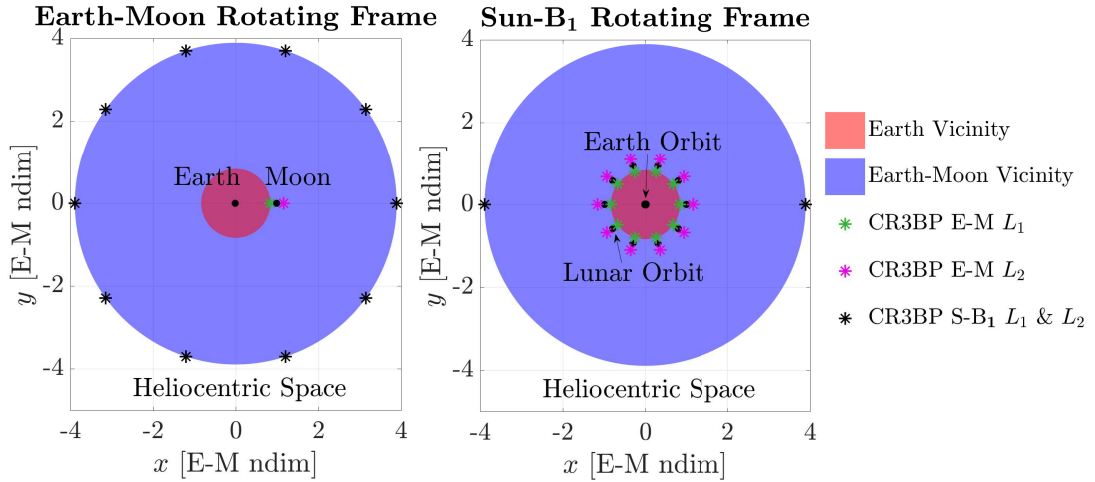 Earth-Moon Rotating Frame
4
2
0
-2
-4
y [E-M ndim]
Earth
Moon
Heliocentric Space
-4
-2
0
2
4
x [E-M ndim]
Sun-B₁ Rotating Frame
4
2
0
-2
-4
y [E-M ndim]
Earth Orbit
Lunar Orbit
Heliocentric Space
-4
-2
0
2
4
x [E-M ndim]
Earth Vicinity
Earth-Moon Vicinity
CR3BP E-M L₁
CR3BP E-M L₂
CR3BP S-B₁ L₁ & L₂